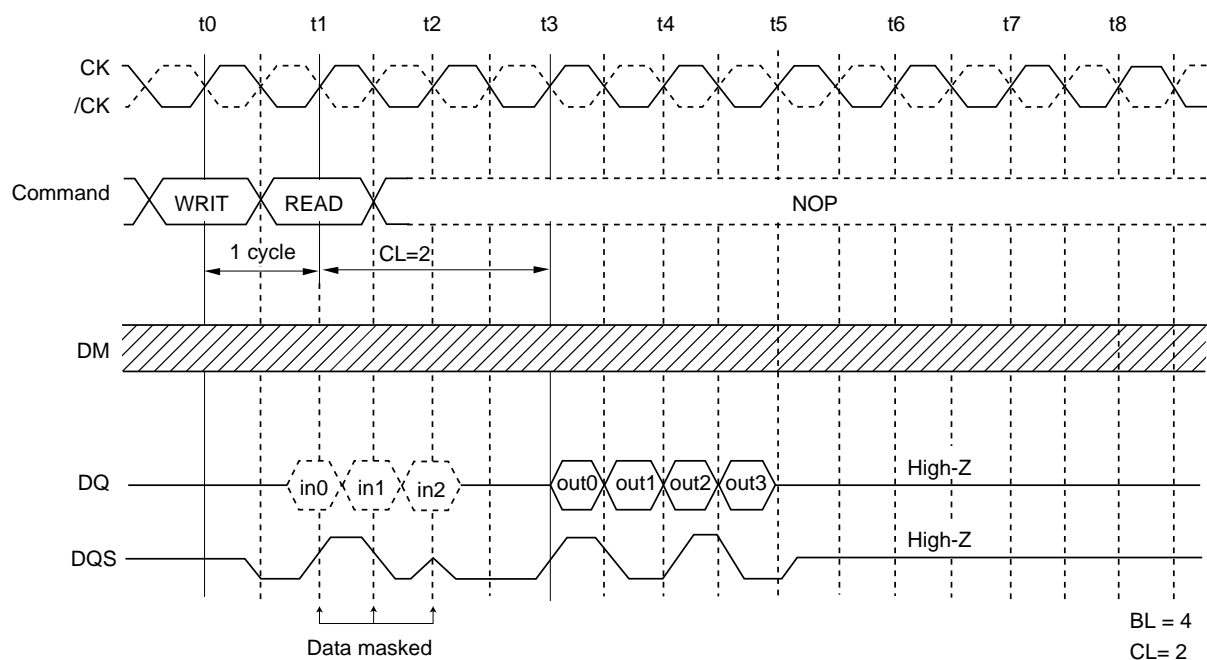 t0 t1 t2 t3 t4 t5 t6 t7 t8
CK
/CK
Command WRIT READ NOP
1 cycle CL=2
DM
DQ in0 in1 in2 out0 out1 out2 out3 High-Z
DQS High-Z
Data masked
BL = 4
CL= 2